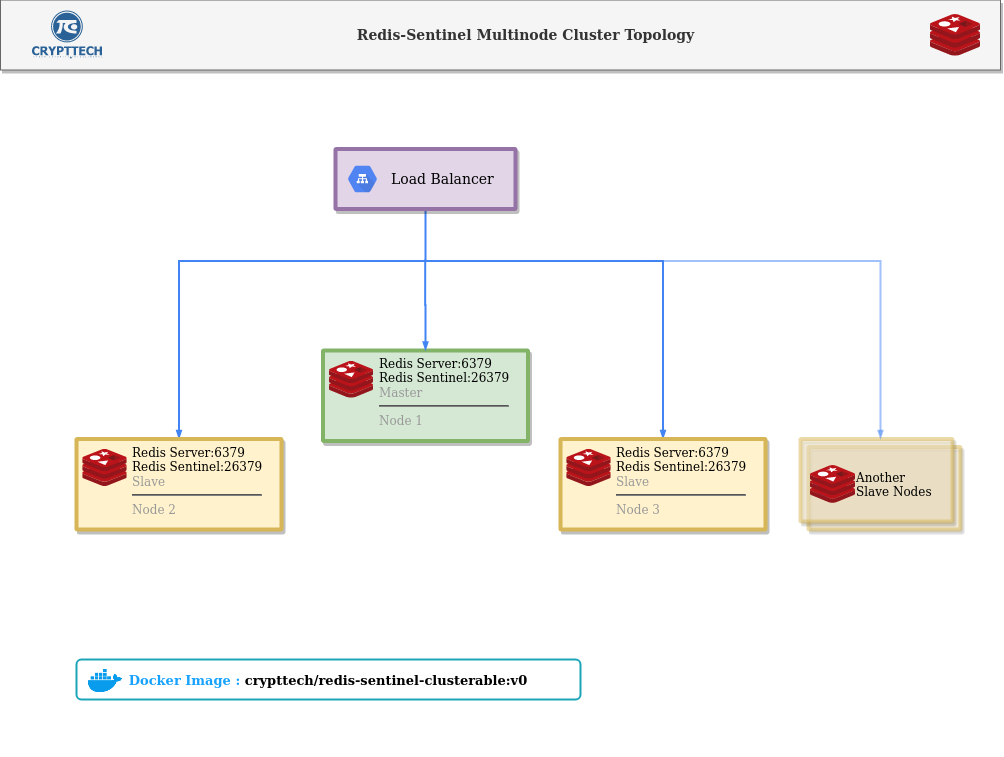 CRYPTTECH
Redis-Sentinel Multinode Cluster Topology
Load Balancer
Redis Server:6379
Redis Sentinel:26379
Master
Node 1
Redis Server:6379
Redis Sentinel:26379
Slave
Node 2
Redis Server:6379
Redis Sentinel:26379
Slave
Node 3
Another
Slave Nodes
Docker Image : crypttech/redis-sentinel-clusterable:v0